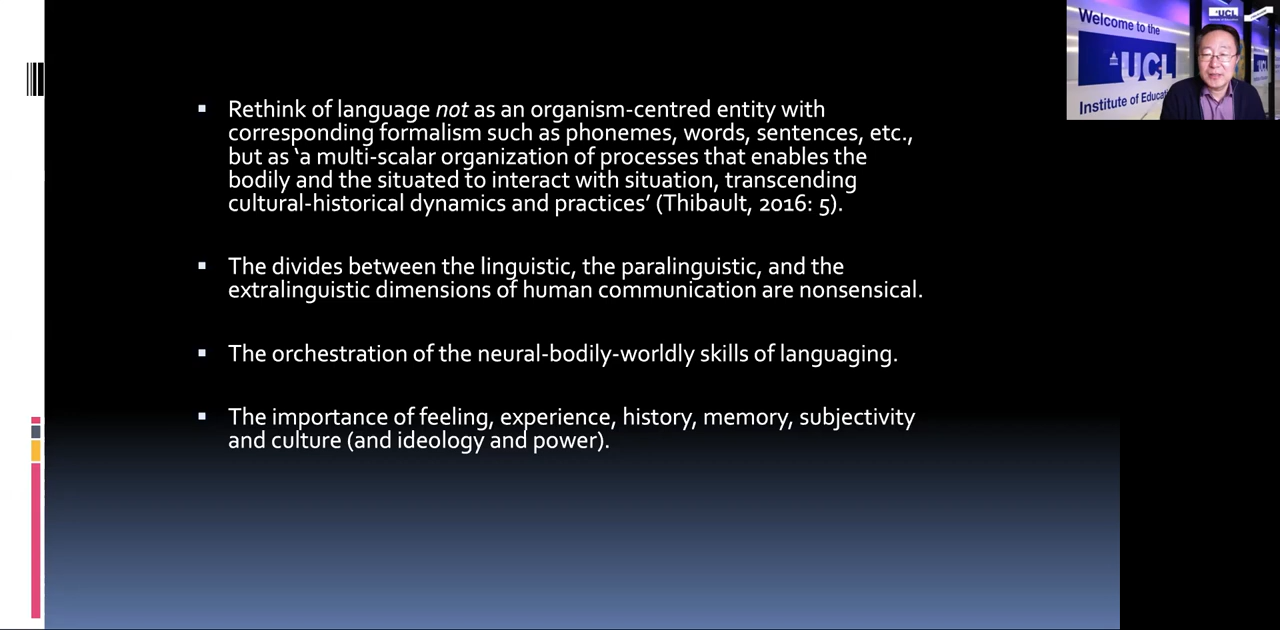 Rethink of language not as an organism-centred entity with
corresponding formalism such as phonemes, words, sentences, etc.,
but as ‘a multi-scalar organization of processes that enables the
bodily and the situated to interact with situation, transcending
cultural-historical dynamics and practices’ (Thibault, 2016: 5).
The divides between the linguistic, the paralinguistic, and the
extralinguistic dimensions of human communication are nonsensical.
The orchestration of the neural-bodily-worldly skills of languaging.
The importance of feeling, experience, history, memory, subjectivity
and culture (and ideology and power).
Welcome to the
UCL
Institute of Educa
UCL
UCL